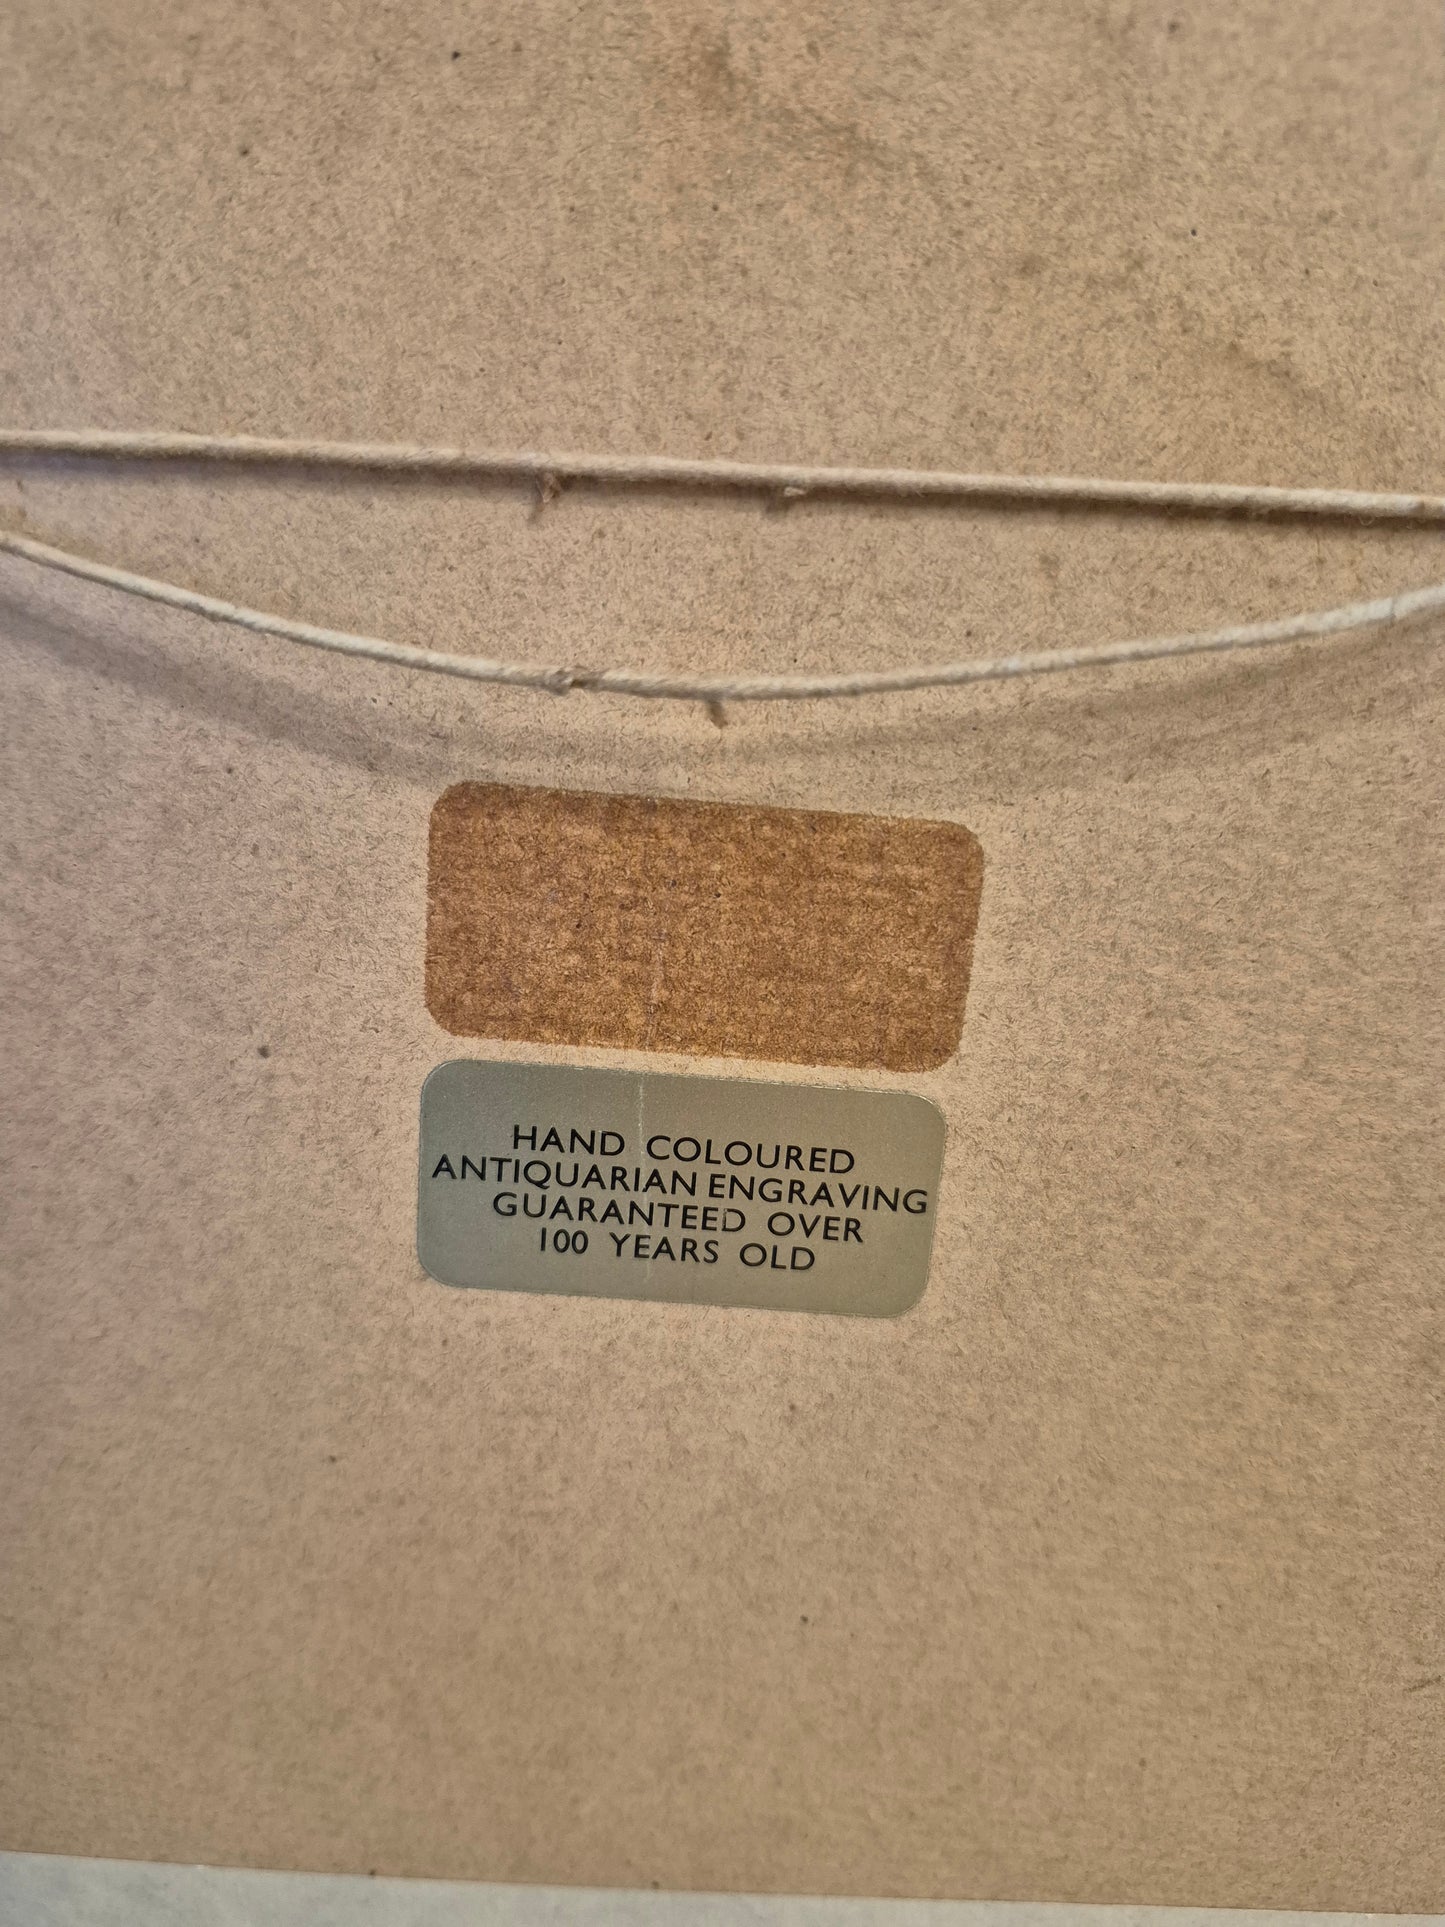 HAND COLOURED
ANTIQUARIAN ENGRAVING
GUARANTEED OVER
100 YEARS OLD